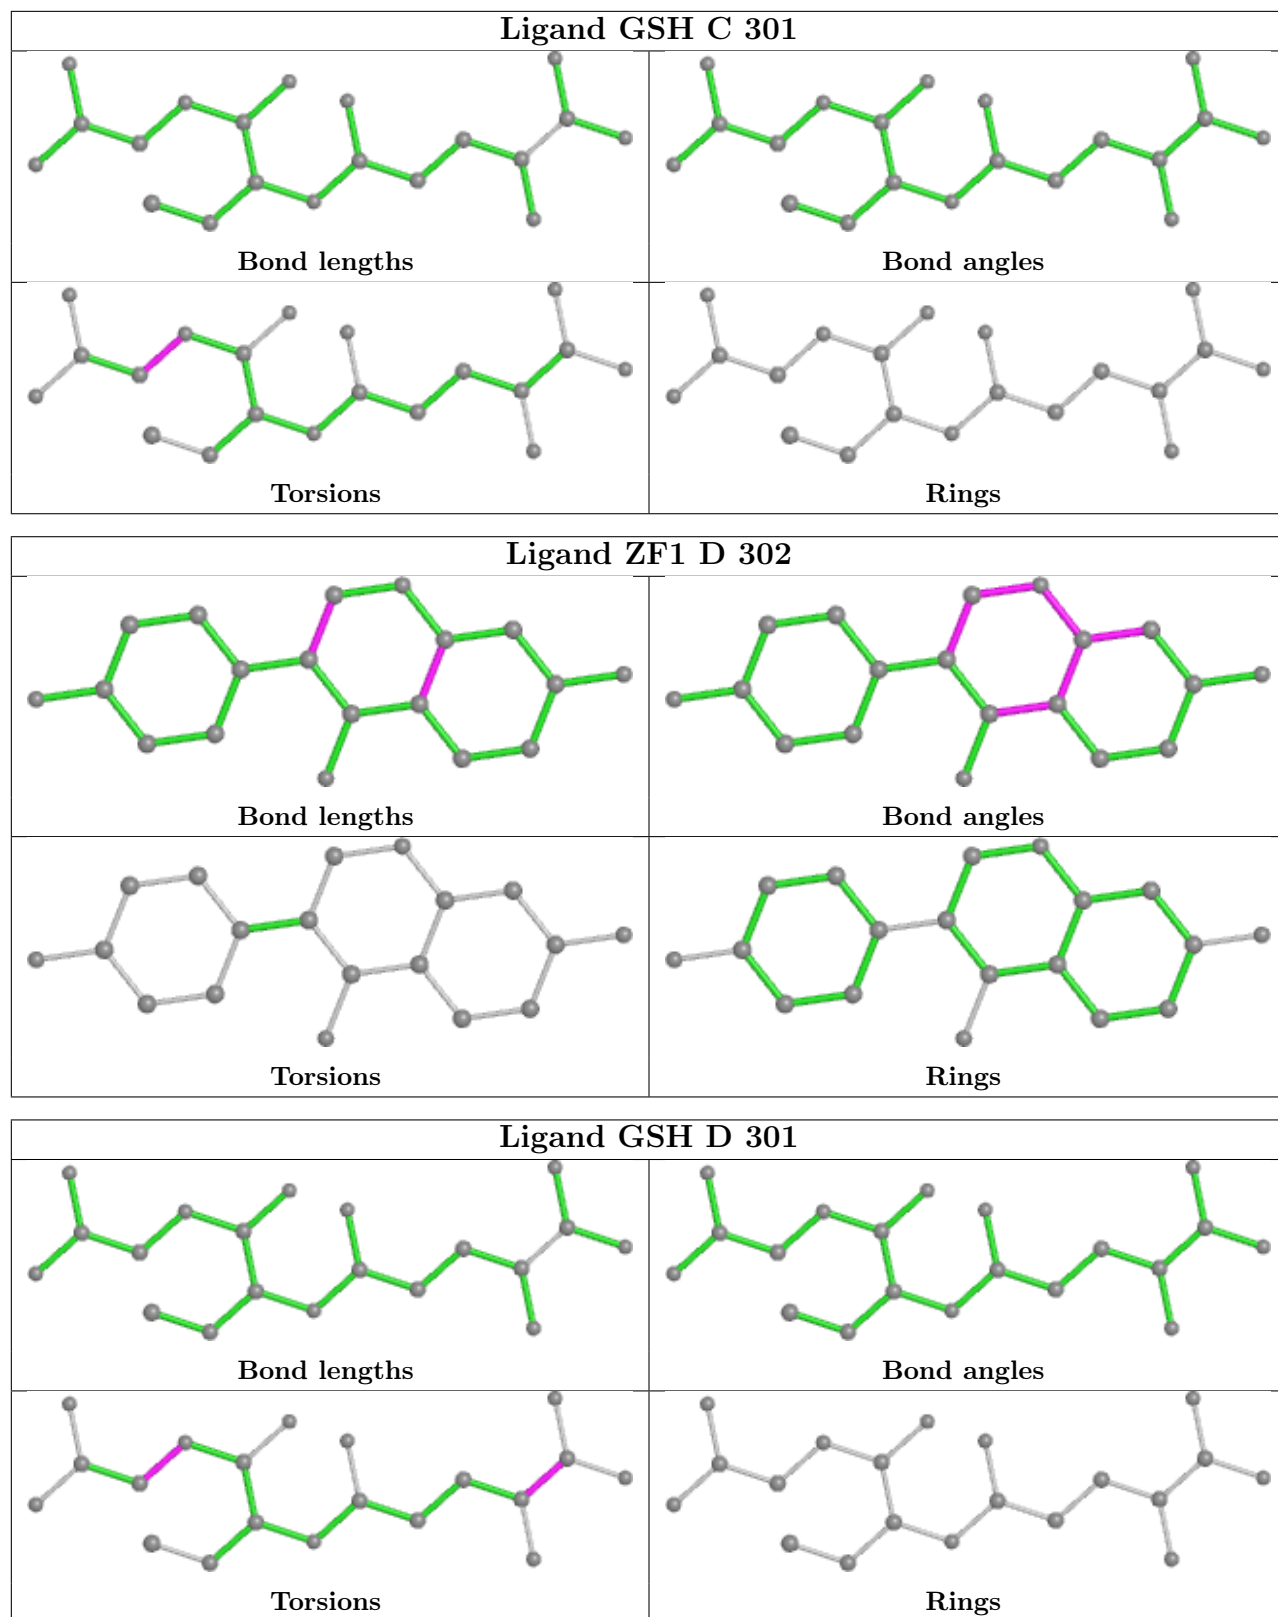 Ligand GSH C 301
Bond lengths
Bond angles
Torsions
Rings
Ligand ZF1 D 302
Bond lengths
Bond angles
Torsions
Rings
Ligand GSH D 301
Bond lengths
Bond angles
Torsions
Rings